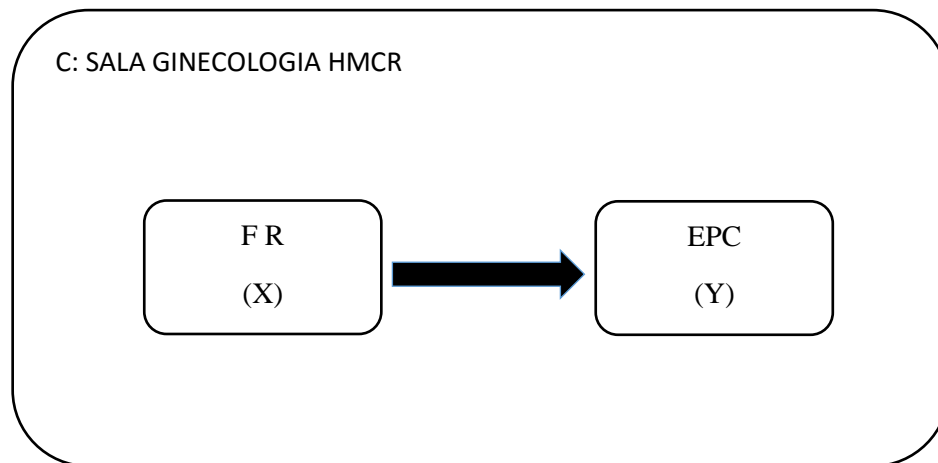 C: SALA GINECOLOGIA HMCR
F R
(X)
EPC
(Y)